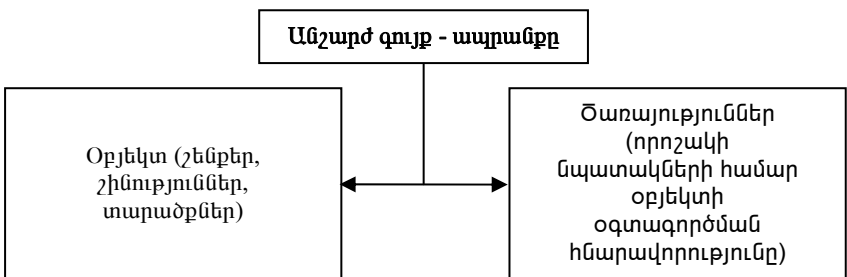 Անշարժ գույք - ապրանքը
Օբյեկտ (շենքեր,
շինություններ,
տարածքներ)
Ծառայություններ
(որոշակի
նպատակների համար
օբյեկտի
օգտագործման
հնարավորությունը)